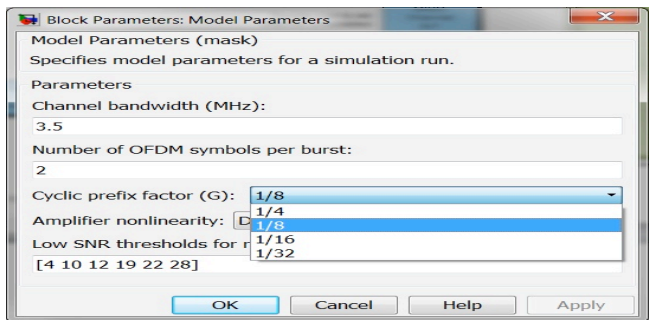 Block Parameters: Model Parameters
Model Parameters (mask)
Specifies model parameters for a simulation run.
Parameters
Channel bandwidth (MHz):
3.5
Number of OFDM symbols per burst:
2
Cyclic prefix factor (G): 1/8
1/4
Amplifier nonlinearity: D
1/8
1/16
Low SNR thresholds for r
1/32
[4 10 12 19 22 28]
OK Cancel Help Apply